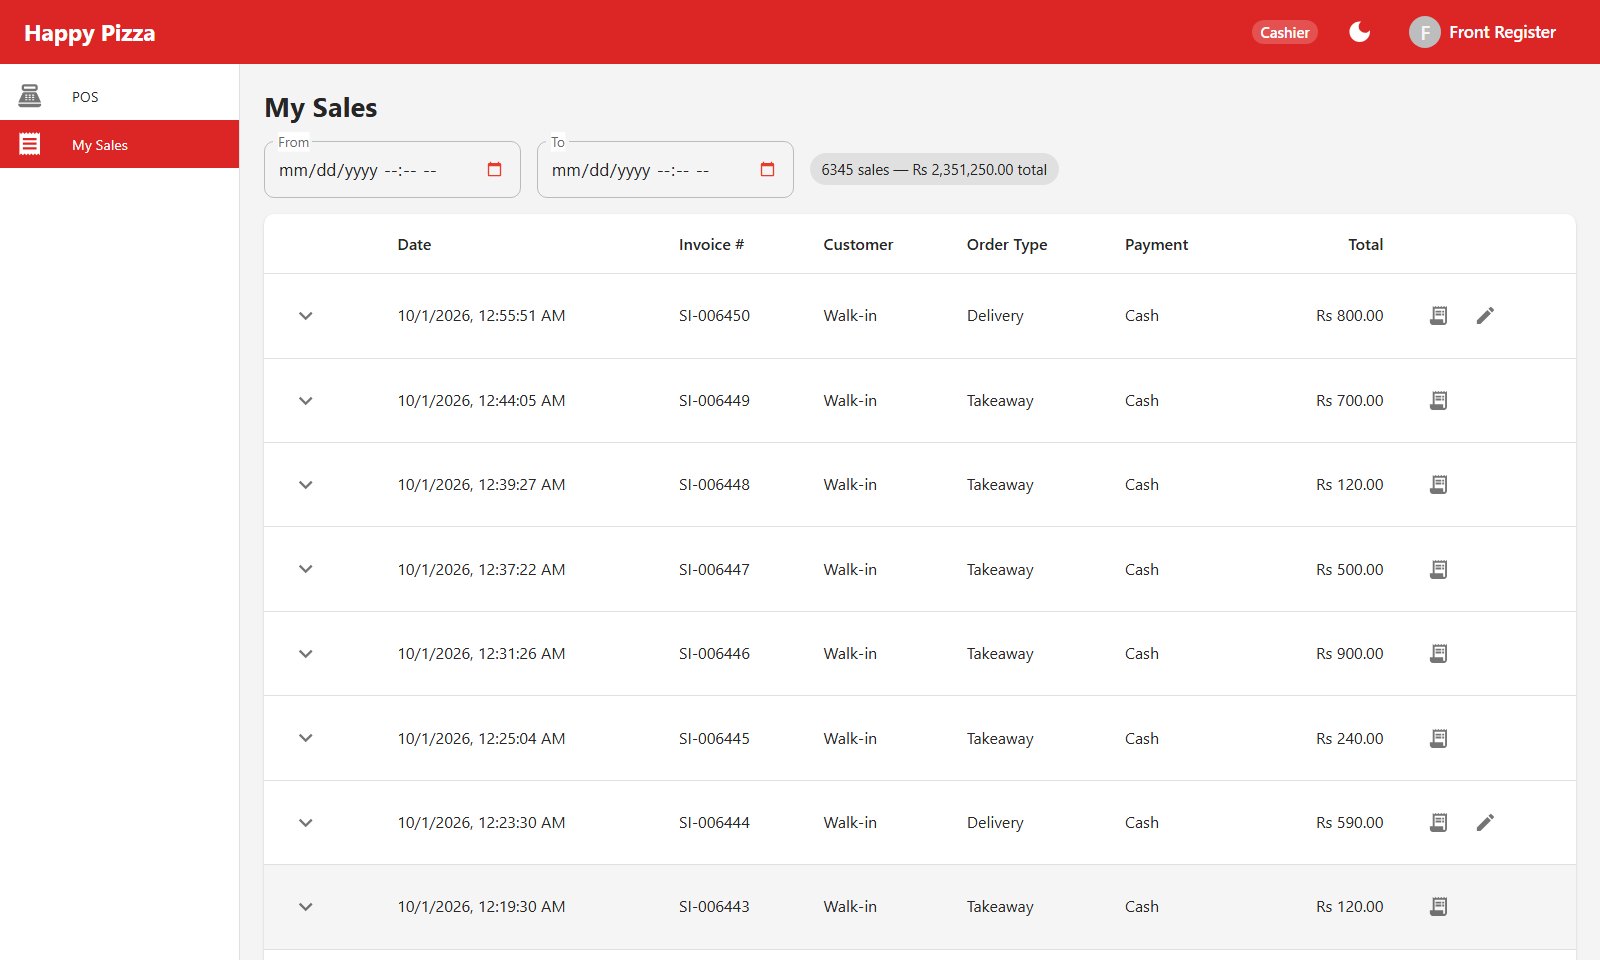 Happy Pizza
Cashier
F
Front Register
POS
My Sales
My Sales
From
mm/dd/yyyy --:-- --
To
mm/dd/yyyy --:-- --
6345 sales — Rs 2,351,250.00 total
Date Invoice # Customer Order Type Payment Total
10/1/2026, 12:55:51 AM SI-006450 Walk-in Delivery Cash Rs 800.00
10/1/2026, 12:44:05 AM SI-006449 Walk-in Takeaway Cash Rs 700.00
10/1/2026, 12:39:27 AM SI-006448 Walk-in Takeaway Cash Rs 120.00
10/1/2026, 12:37:22 AM SI-006447 Walk-in Takeaway Cash Rs 500.00
10/1/2026, 12:31:26 AM SI-006446 Walk-in Takeaway Cash Rs 900.00
10/1/2026, 12:25:04 AM SI-006445 Walk-in Takeaway Cash Rs 240.00
10/1/2026, 12:23:30 AM SI-006444 Walk-in Delivery Cash Rs 590.00
10/1/2026, 12:19:30 AM SI-006443 Walk-in Takeaway Cash Rs 120.00